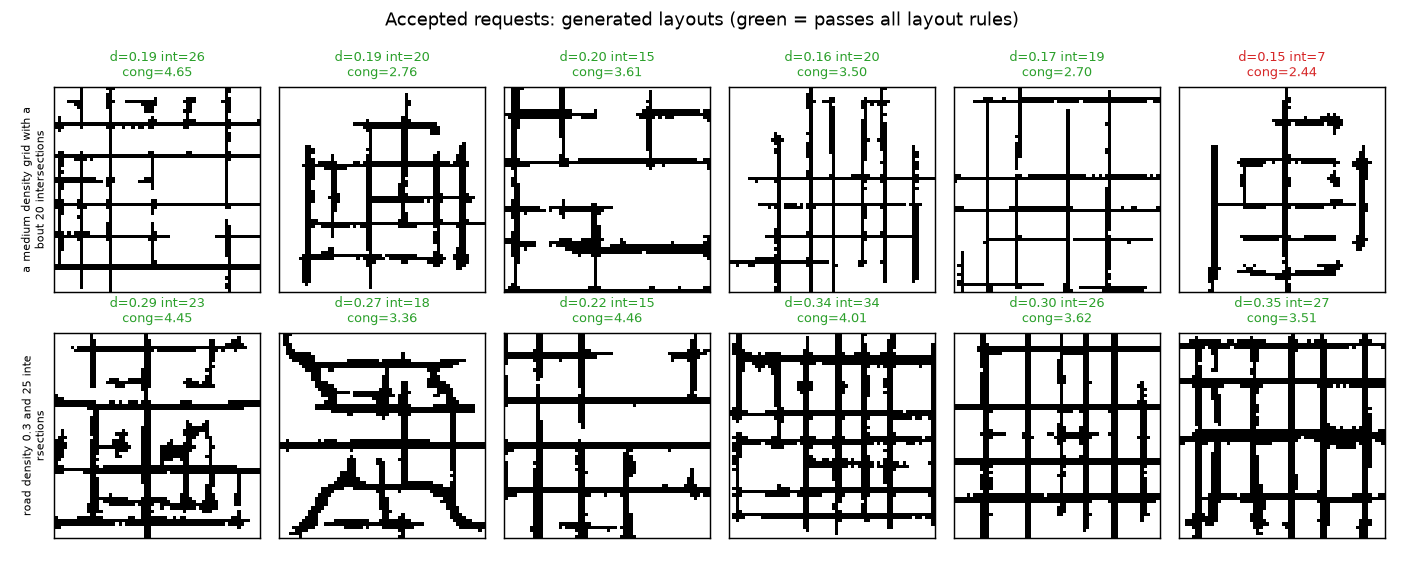 Accepted requests: generated layouts (green = passes all layout rules)
d=0.19 int=26
cong=4.65
d=0.19 int=20
cong=2.76
d=0.20 int=15
cong=3.61
d=0.16 int=20
cong=3.50
d=0.17 int=19
cong=2.70
d=0.15 int=7
cong=2.44
a medium density grid with a
bout 20 intersections
d=0.29 int=23
cong=4.45
d=0.27 int=18
cong=3.36
d=0.22 int=15
cong=4.46
d=0.34 int=34
cong=4.01
d=0.30 int=26
cong=3.62
d=0.35 int=27
cong=3.51
road density 0.3 and 25 inte
rsections